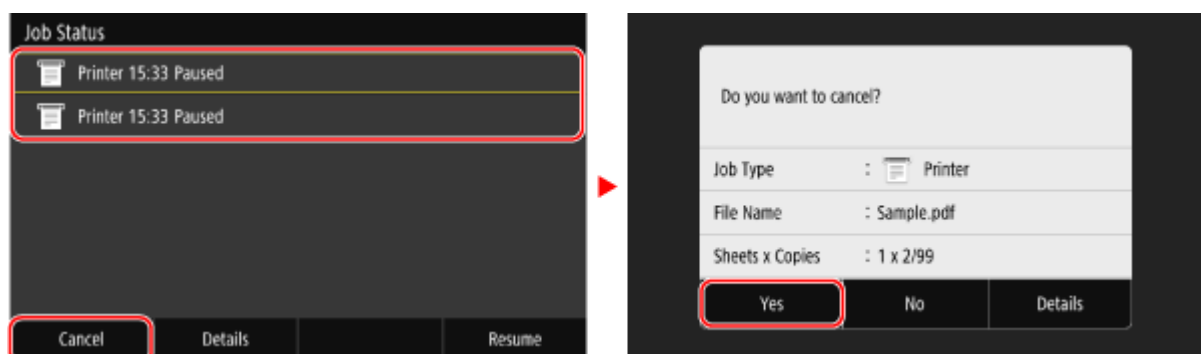 Job Status
Printer 15:33 Paused
Printer 15:33 Paused
Cancel Details Resume
Do you want to cancel?
Job Type : Printer
File Name : Sample.pdf
Sheets x Copies : 1 x 2/99
Yes No Details